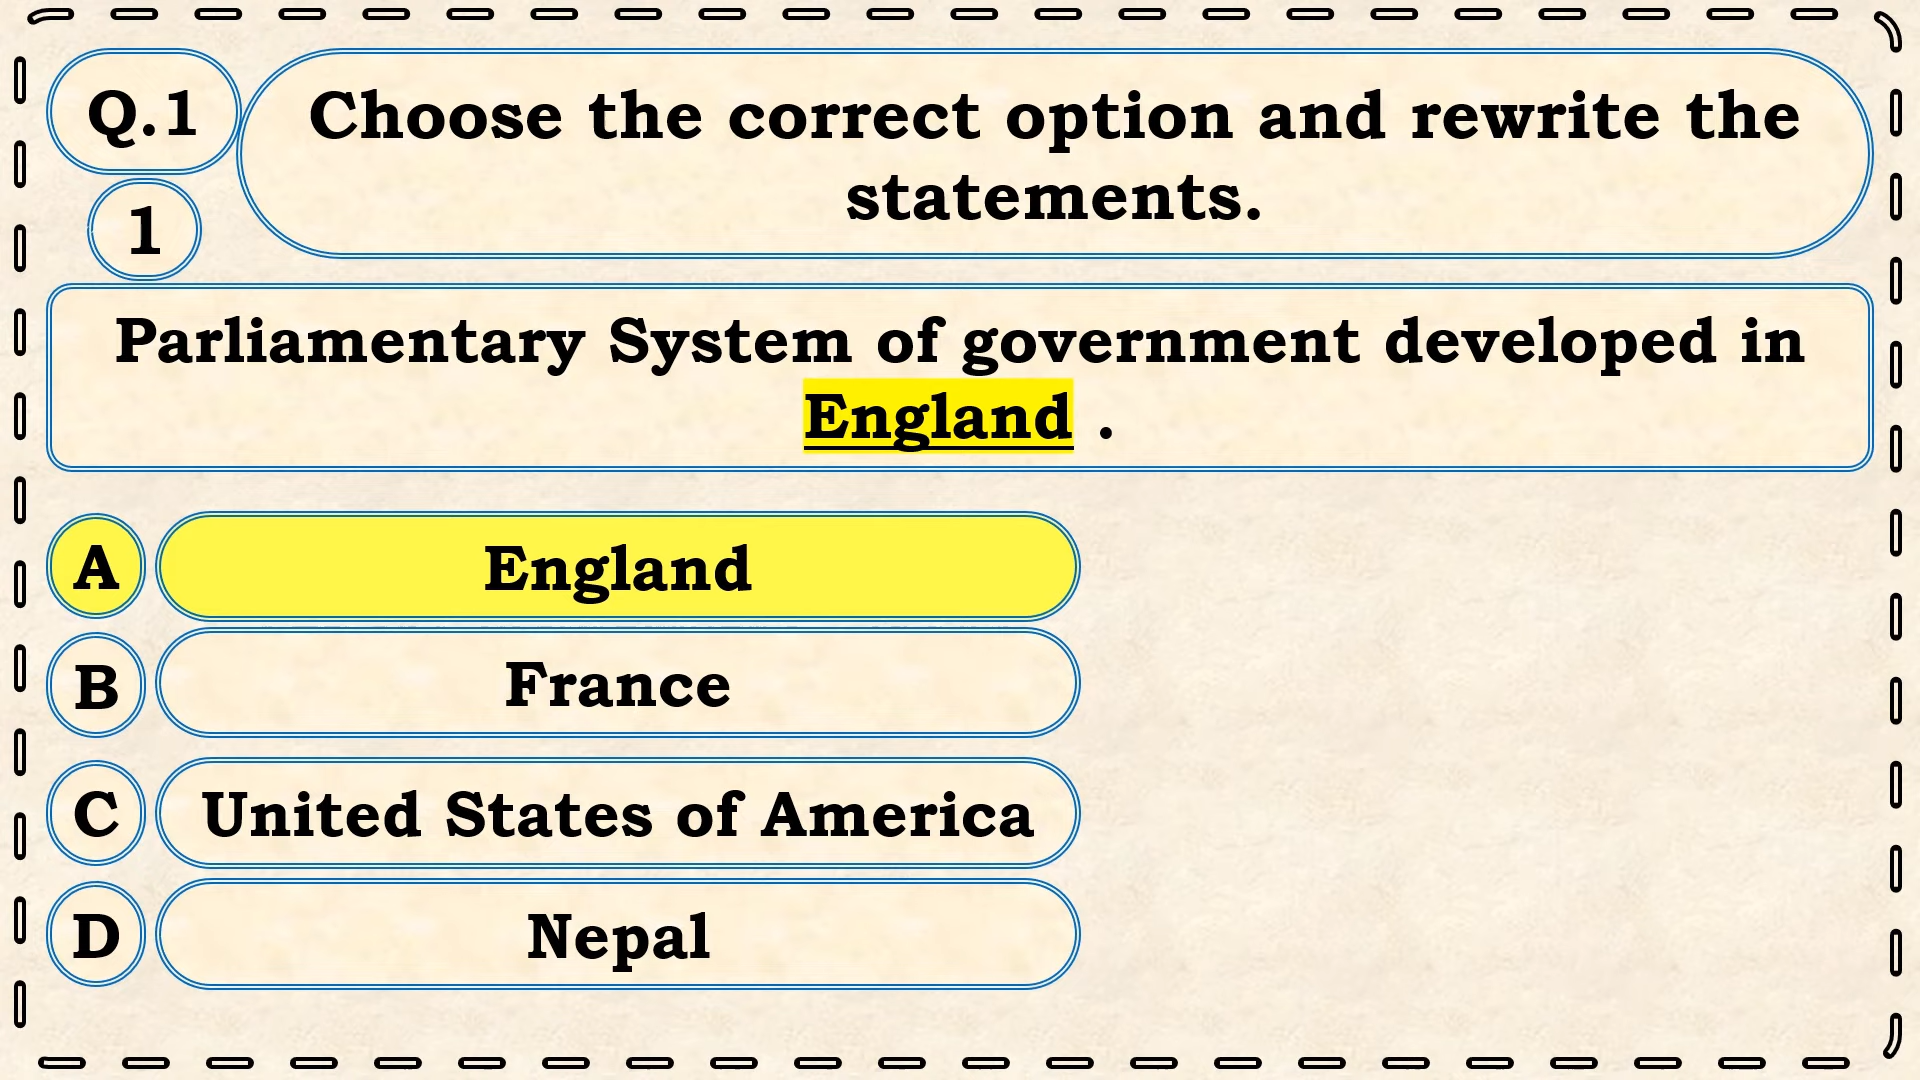 Q.1
Choose the correct option and rewrite the
statements.
1
Parliamentary System of government developed in
England .
A
England
B
France
C
United States of America
D
Nepal